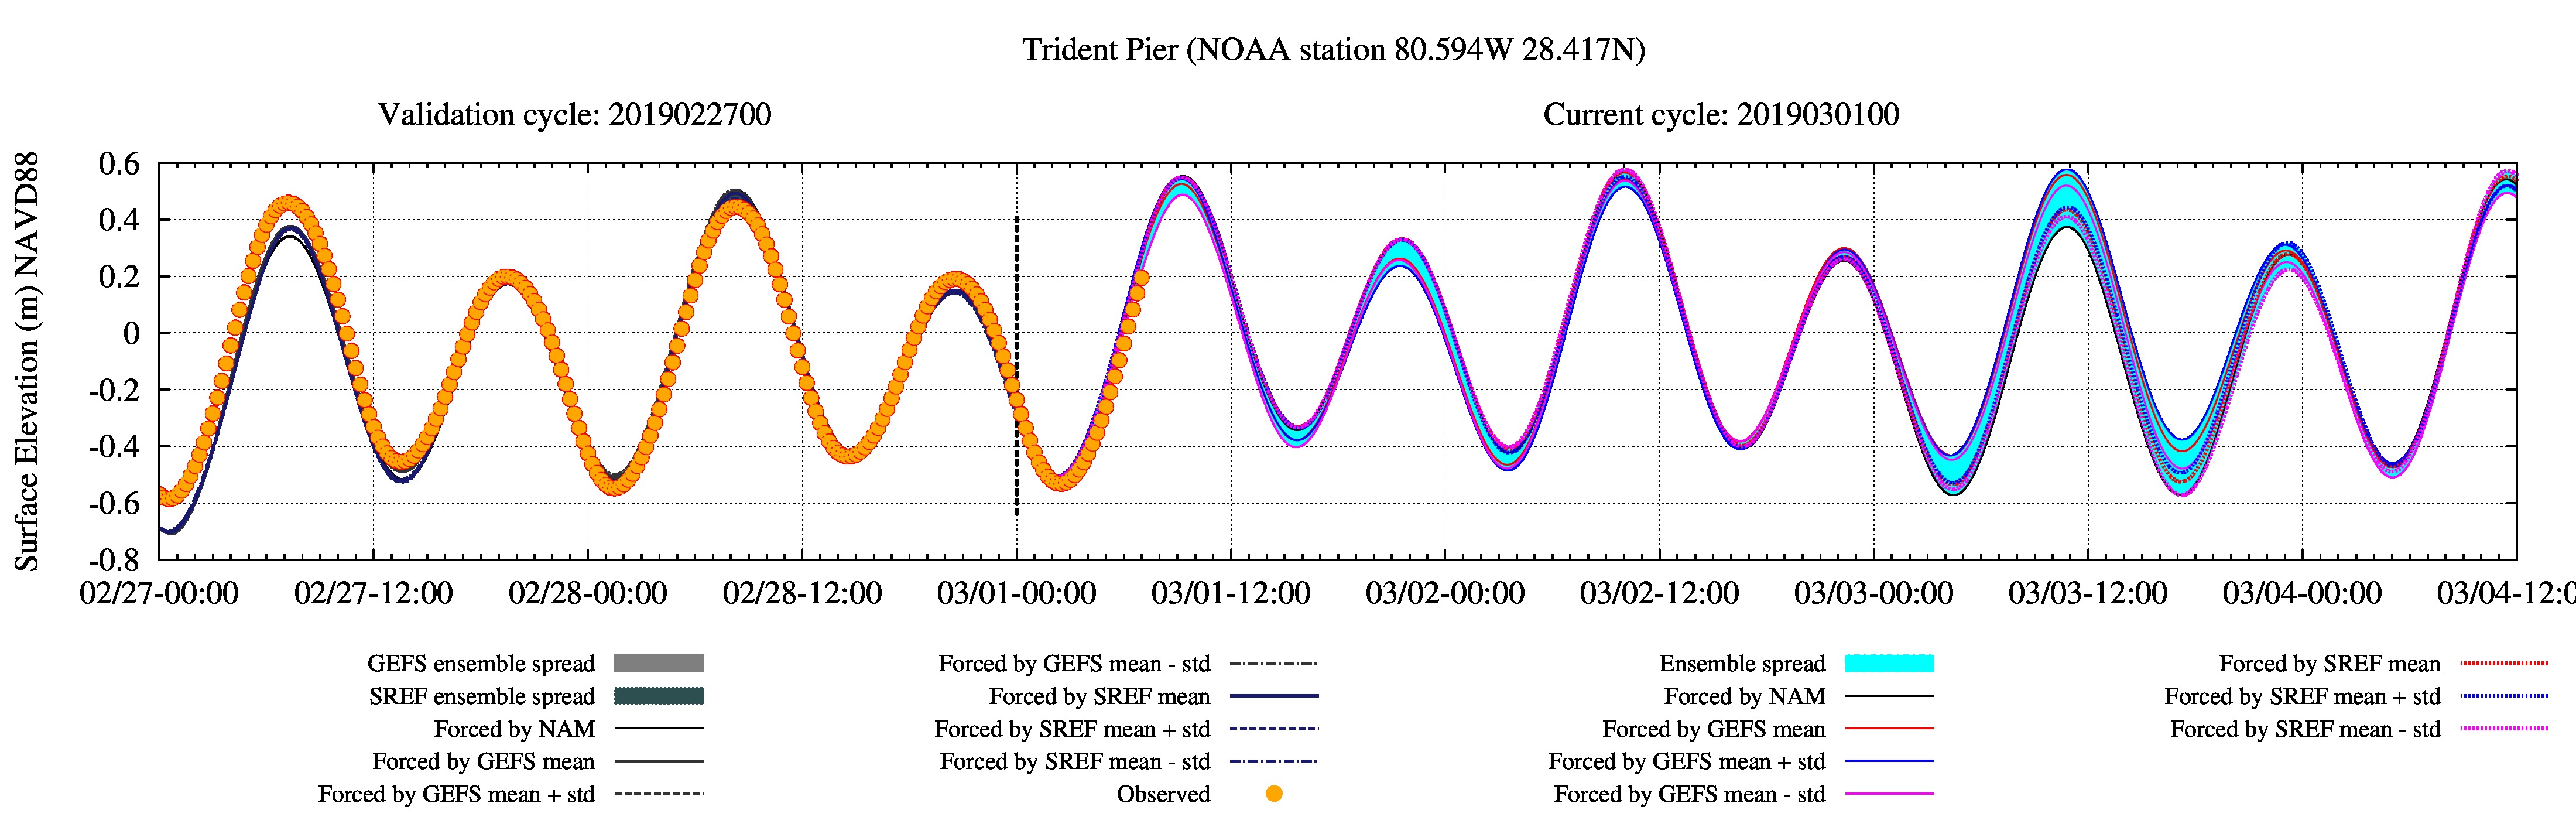 Trident Pier (NOAA station 80.594W 28.417N)
Validation cycle: 2019022700
Current cycle: 2019030100
Surface Elevation (m) NAVD88
0.6
0.4
0.2
0
-0.2
-0.4
-0.6
-0.8
02/27-00:00 02/27-12:00 02/28-00:00 02/28-12:00 03/01-00:00 03/01-12:00 03/02-00:00 03/02-12:00 03/03-00:00 03/03-12:00 03/04-00:00 03/04-12:0
GEFS ensemble spread
SREF ensemble spread
Forced by NAM
Forced by GEFS mean
Forced by GEFS mean + std
Forced by GEFS mean - std
Forced by SREF mean
Forced by SREF mean + std
Forced by SREF mean - std
Observed
Ensemble spread
Forced by NAM
Forced by GEFS mean
Forced by GEFS mean + std
Forced by GEFS mean - std
Forced by SREF mean
Forced by SREF mean + std
Forced by SREF mean - std